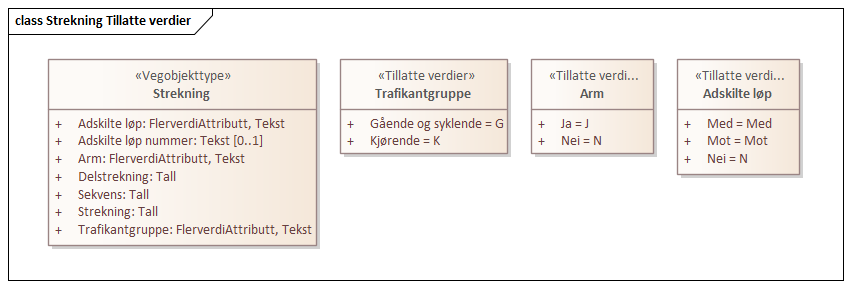 class Strekning Tillatte verdier
«Vegobjekttype»
Strekning
+ Adskilte løp: FlerverdiAttributt, Tekst
+ Adskilte løp nummer: Tekst [0..1]
+ Arm: FlerverdiAttributt, Tekst
+ Delstrekning: Tall
+ Sekvens: Tall
+ Strekning: Tall
+ Trafikantgruppe: FlerverdiAttributt, Tekst
«Tillatte verdier»
Trafikantgruppe
+ Gående og syklende = G
+ Kjørende = K
«Tillatte verdi...
Arm
+ Ja = J
+ Nei = N
«Tillatte verdi...
Adskilte løp
+ Med = Med
+ Mot = Mot
+ Nei = N